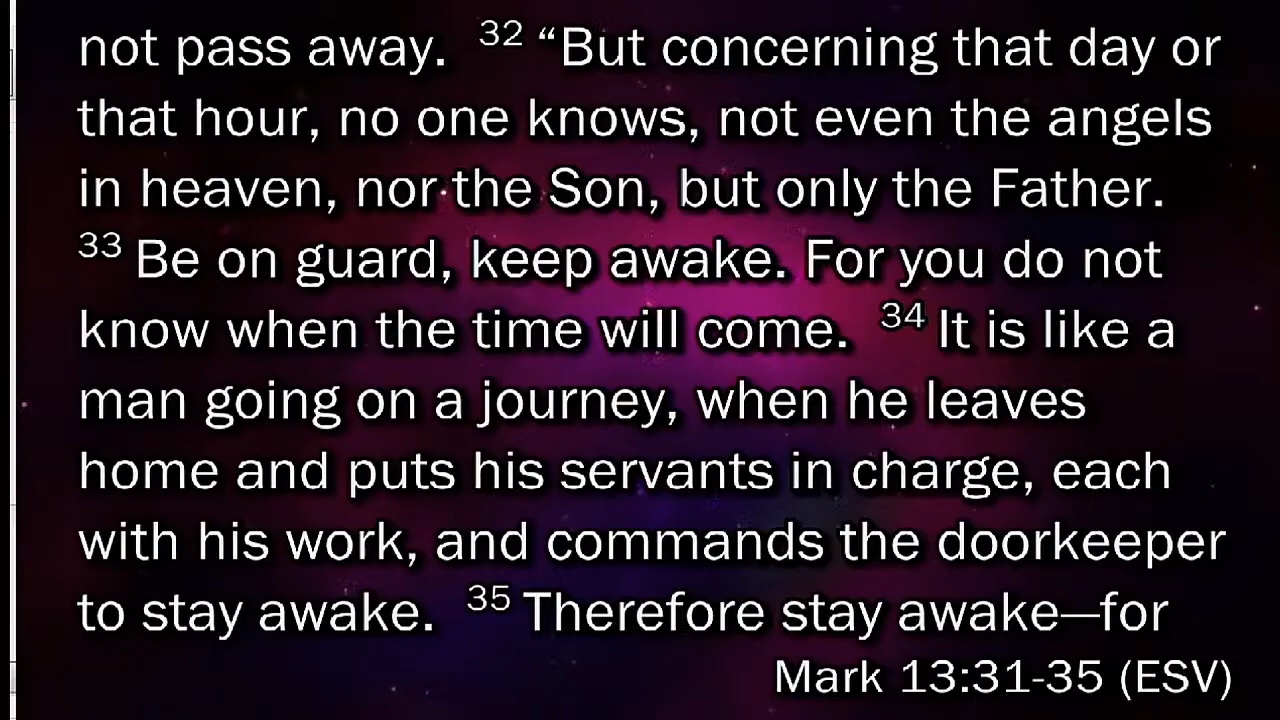 not pass away. 32 “But concerning that day or
that hour, no one knows, not even the angels
in heaven, nor the Son, but only the Father.
33 Be on guard, keep awake. For you do not
know when the time will come. 34 It is like a
man going on a journey, when he leaves
home and puts his servants in charge, each
with his work, and commands the doorkeeper
to stay awake. 35 Therefore stay awake—for
Mark 13:31-35 (ESV)